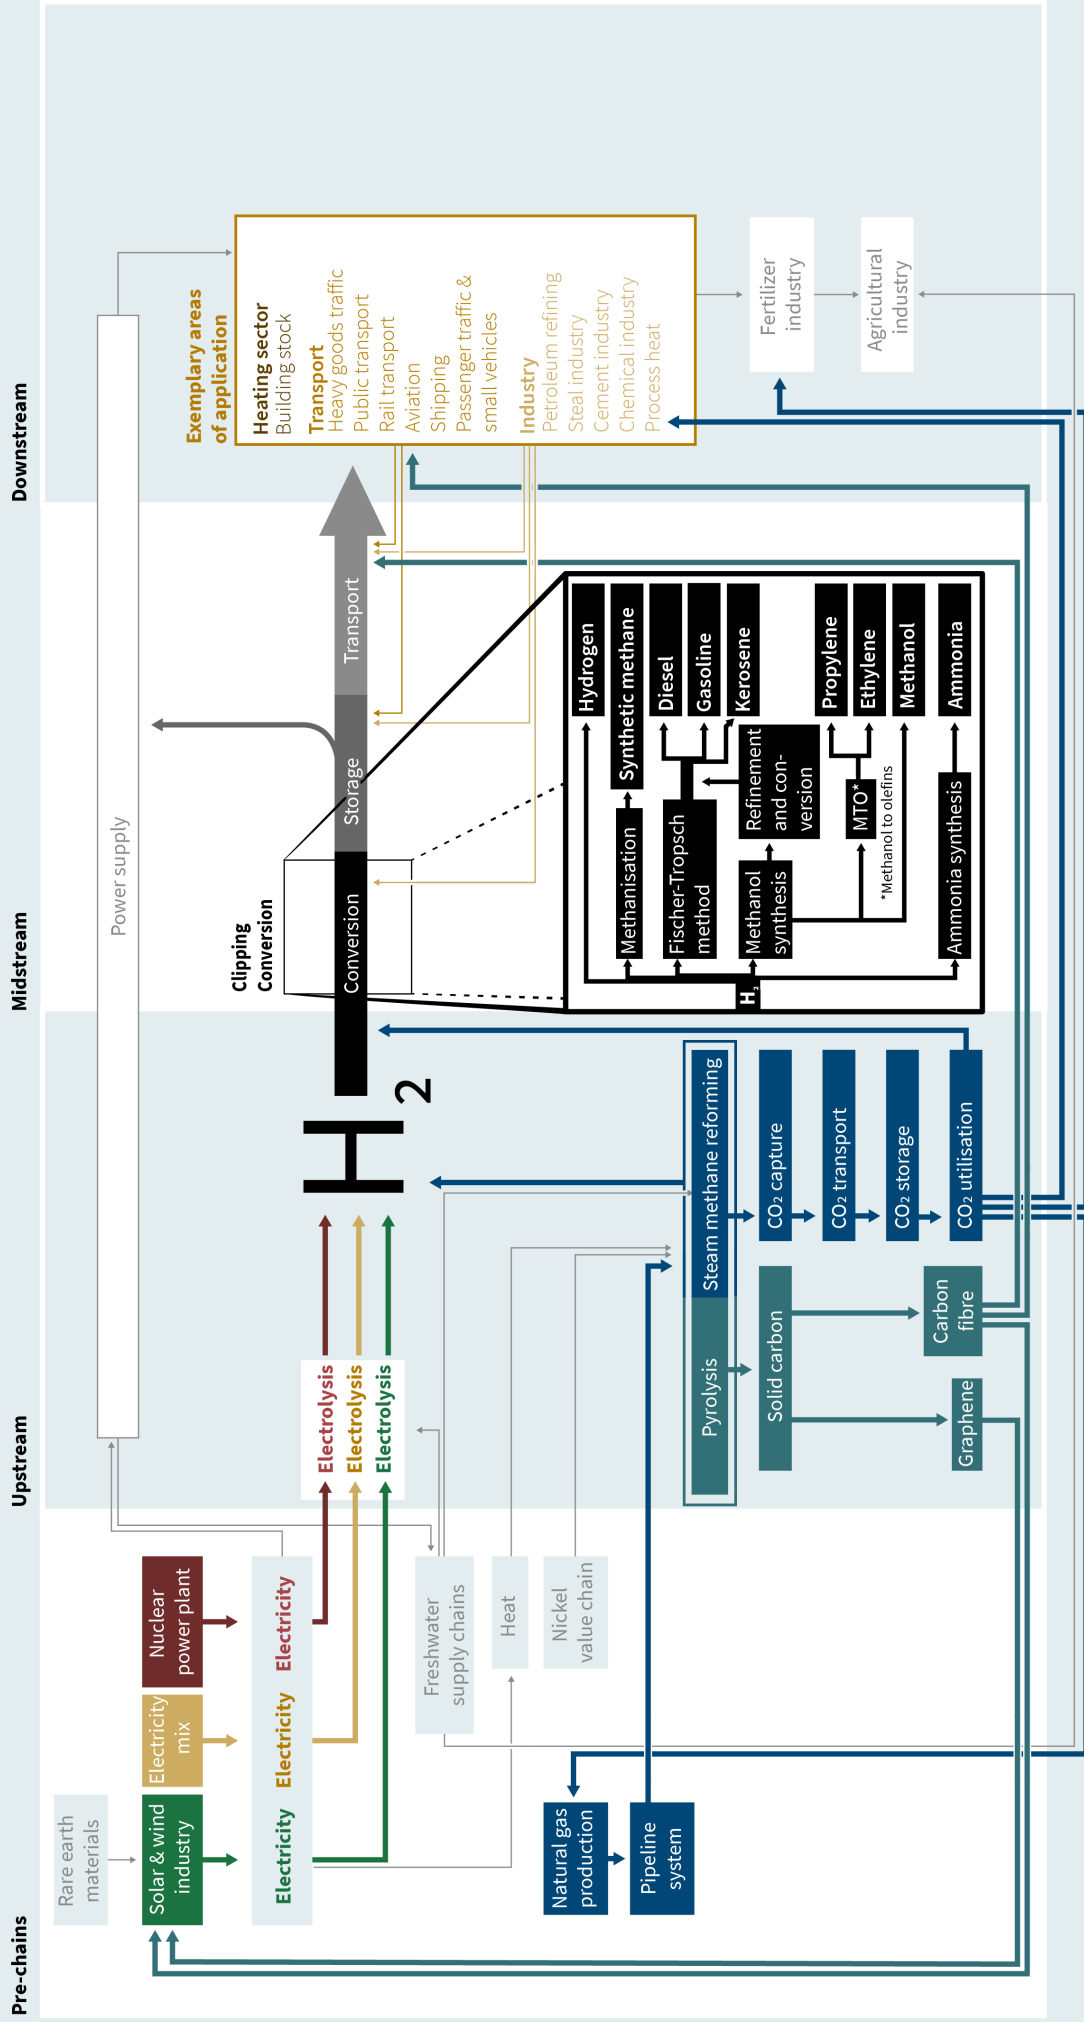 Pre-chains
Upstream
Midstream
Downstream
Rare earth
materials
Solar & wind
industry
Electricity
mix
Nuclear
power plant
Electricity
Electricity
Electricity
Freshwater
supply chains
Heat
Nickel
value chain
Natural gas
production
Pipeline
system
Power supply
Electrolysis
Electrolysis
Electrolysis
H2
Pyrolysis
Steam methane reforming
Solid carbon
Graphene
Carbon
fibre
CO₂ capture
CO₂ transport
CO₂ storage
CO₂ utilisation
Clipping
Conversion
Conversion
Storage
Transport
H₂
Methanisation
Fischer-Tropsch
method
Methanol
synthesis
Refinement
and con-
version
MTO*
*Methanol to olefins
Ammonia synthesis
Hydrogen
Synthetic methane
Diesel
Gasoline
Kerosene
Propylene
Ethylene
Methanol
Ammonia
Exemplary areas
of application
Heating sector
Building stock
Transport
Heavy goods traffic
Public transport
Rail transport
Aviation
Shipping
Passenger traffic &
small vehicles
Industry
Petroleum refining
Steal industry
Cement industry
Chemical industry
Process heat
Fertilizer
industry
Agricultural
industry